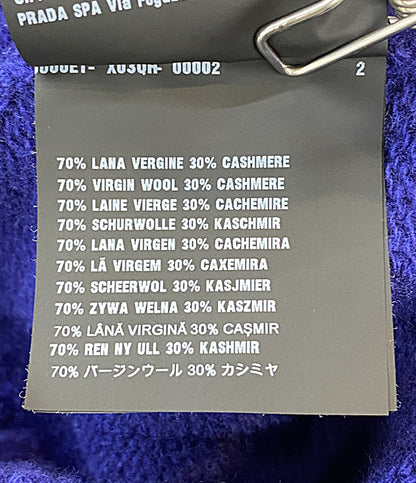 PRADA SPA Via
X03QM- 00002 2
70% LANA VERGINE 30% CASHMERE
70% VIRGIN WOOL 30% CASHMERE
70% LAINE VIERGE 30% CACHEMIRE
70% SCHURWOLLE 30% KASCHMIR
70% LANA VIRGEN 30% CACHEMIRA
70% LÃ VIRGEM 30% CAXEMIRA
70% SCHEERWOL 30% KASJMIER
70% ZYWA WELNA 30% KASZMIR
70% LÂNĂ VIRGINĂ 30% CAŞMIR
70% REN NY ULL 30% KASHMIR
70% バージンウール 30% カシミヤ